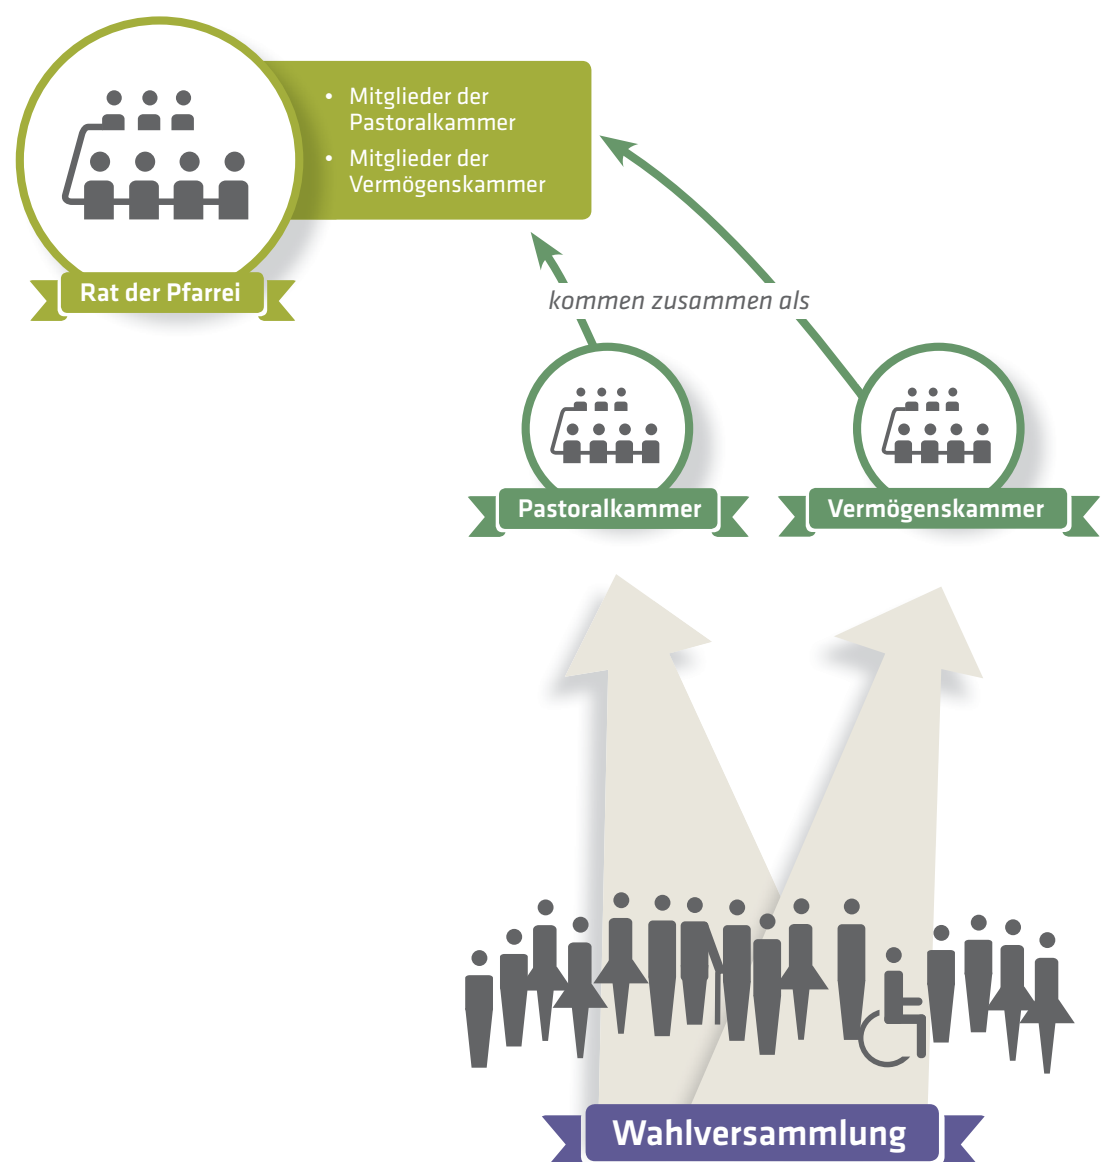 • Mitglieder der
Pastoralkammer
• Mitglieder der
Vermögenskammer
Rat der Pfarrei
kommen zusammen als
Pastoralkammer
Vermögenskammer
Wahlversammlung